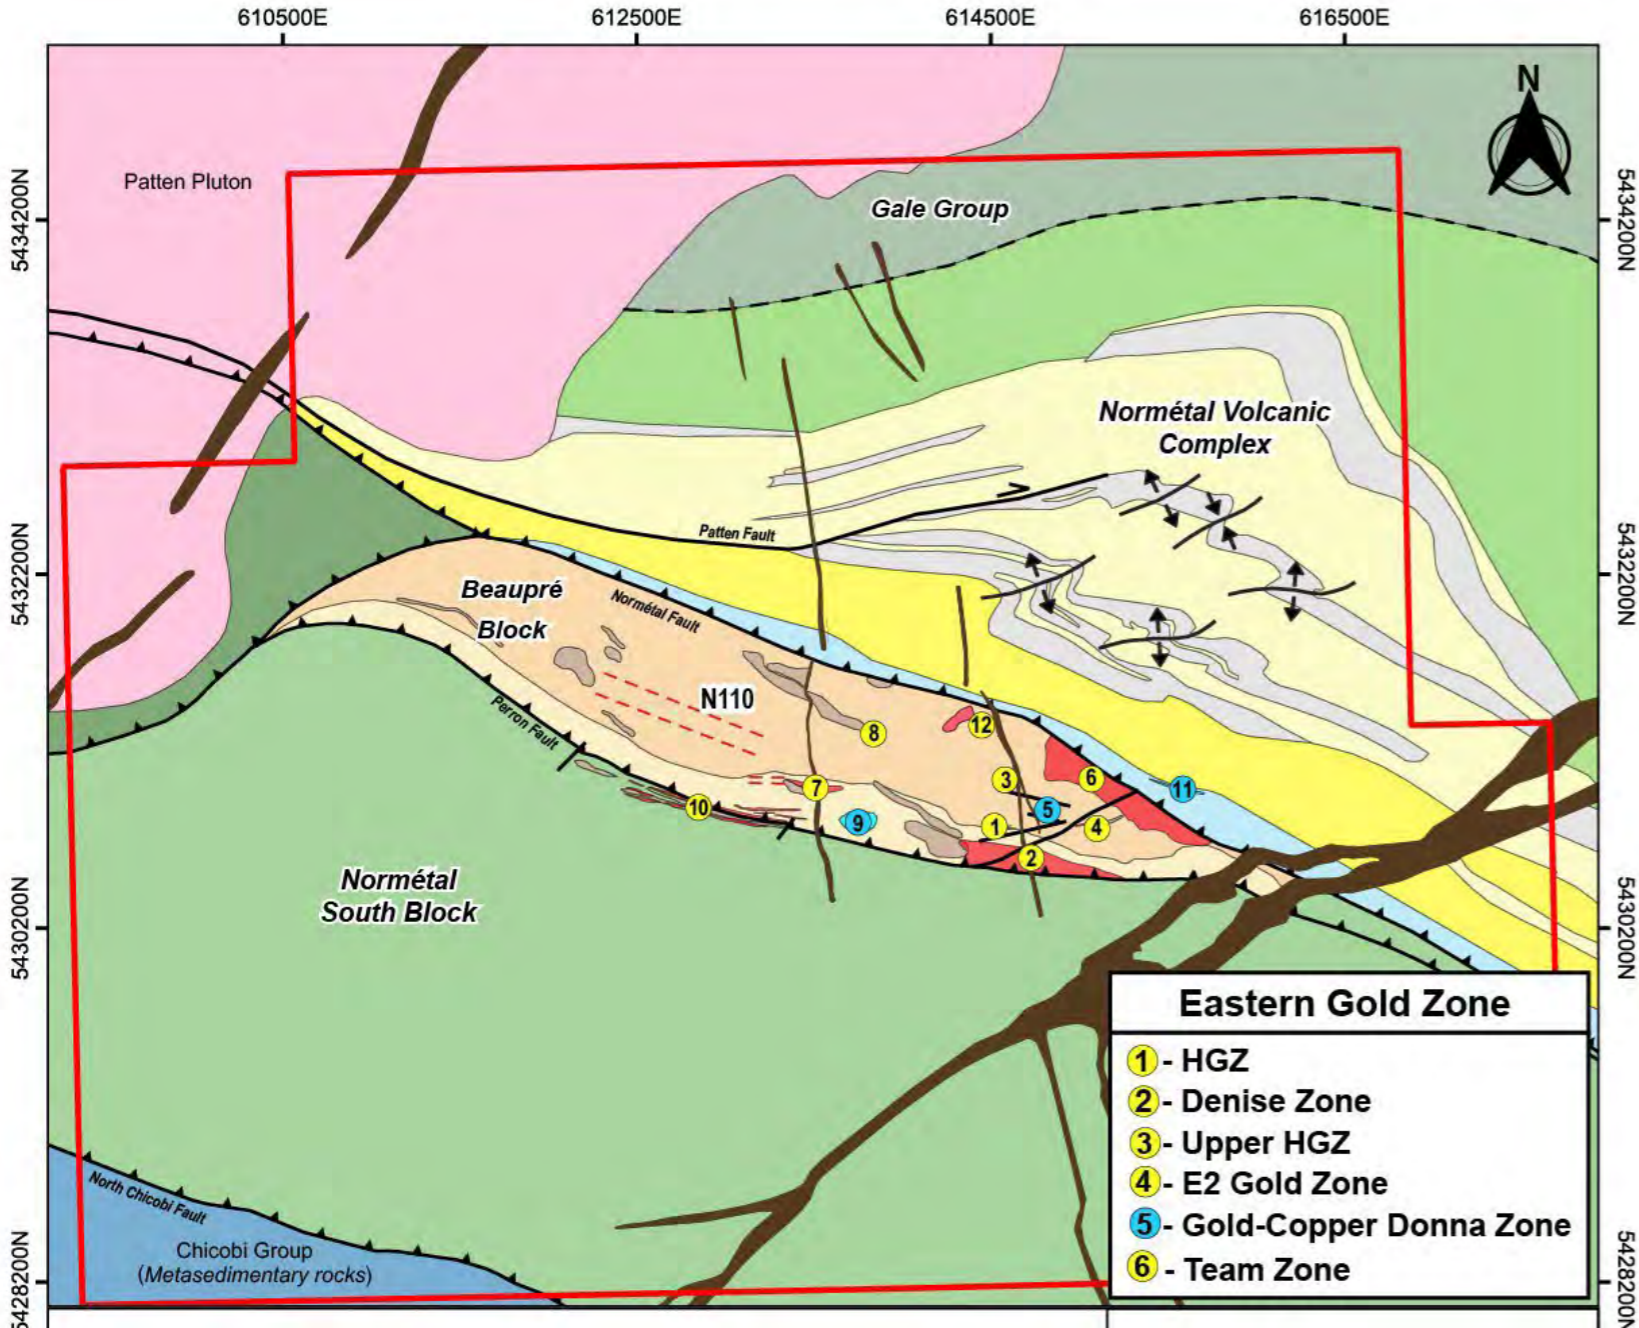 610500E
612500E
614500E
616500E
N
Patten Pluton
5434200N
5434200N
Gale Group
Normétal Volcanic
Complex
Patten Fault
5432200N
5432200N
Beaupré
Block
Normétal Fault
N110
Perron Fault
12
8
3
6
7
11
10
5
9
1
4
2
Normétal
South Block
5430200N
5430200N
Eastern Gold Zone
1 - HGZ
2 - Denise Zone
3 - Upper HGZ
4 - E2 Gold Zone
5 - Gold-Copper Donna Zone
6 - Team Zone
North Chicobi Fault
Chicobi Group
(Metasedimentary rocks)
5428200N
5428200N